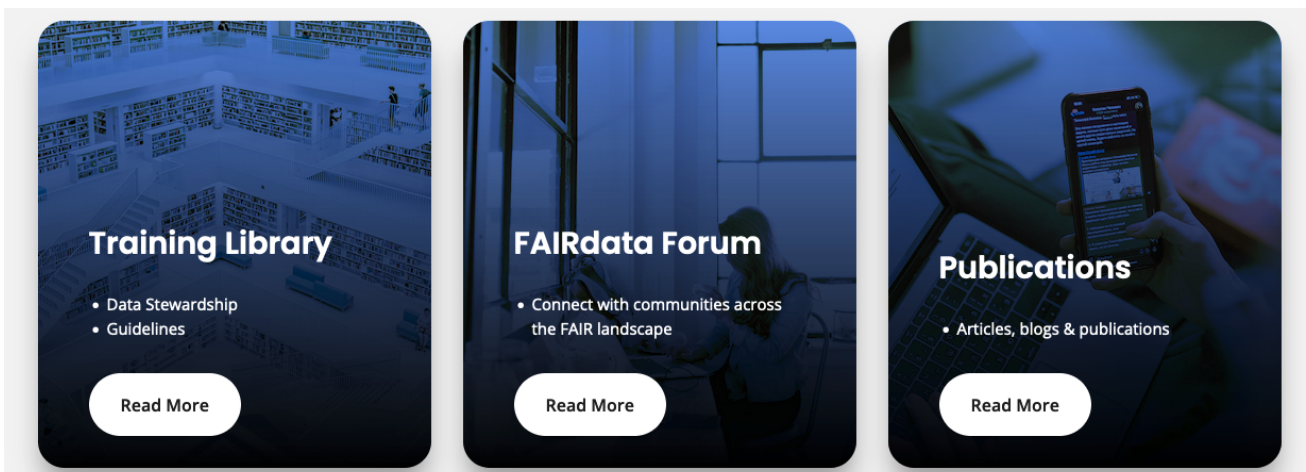 Training Library
Data Stewardship
Guidelines
Read More
FAIRdata Forum
Connect with communities across
the FAIR landscape
Read More
Publications
Articles, blogs & publications
Read More